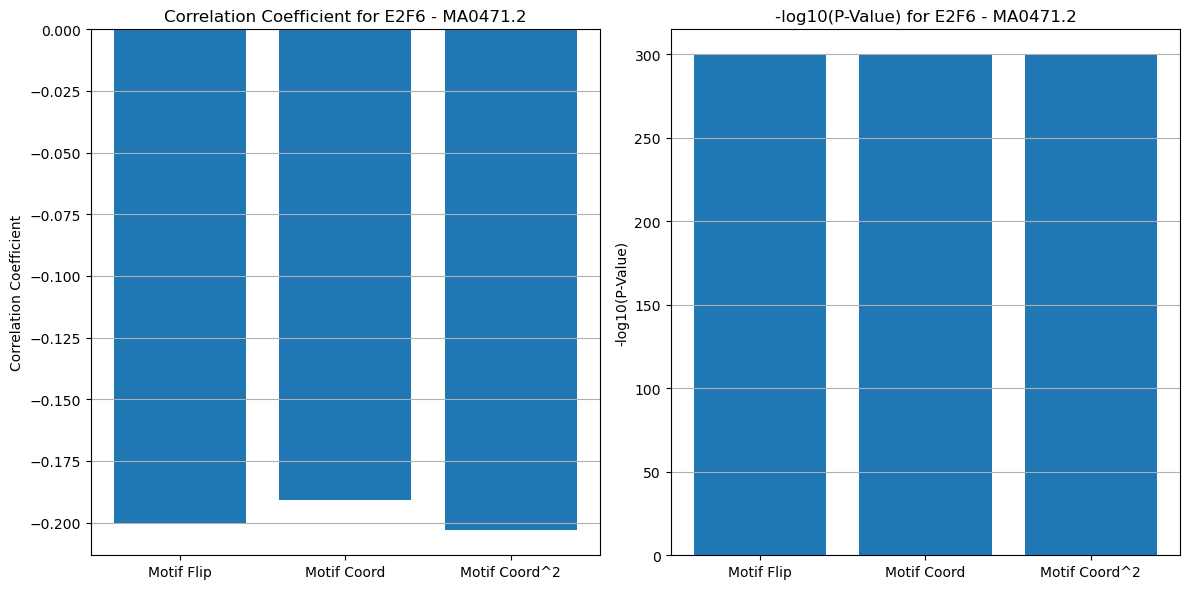 Correlation Coefficient for E2F6 - MA0471.2
Correlation Coefficient
0.000
−0.025
−0.050
−0.075
−0.100
−0.125
−0.150
−0.175
−0.200
Motif Flip
Motif Coord
Motif Coord^2
-log10(P-Value) for E2F6 - MA0471.2
-log10(P-Value)
300
250
200
150
100
50
0
Motif Flip
Motif Coord
Motif Coord^2